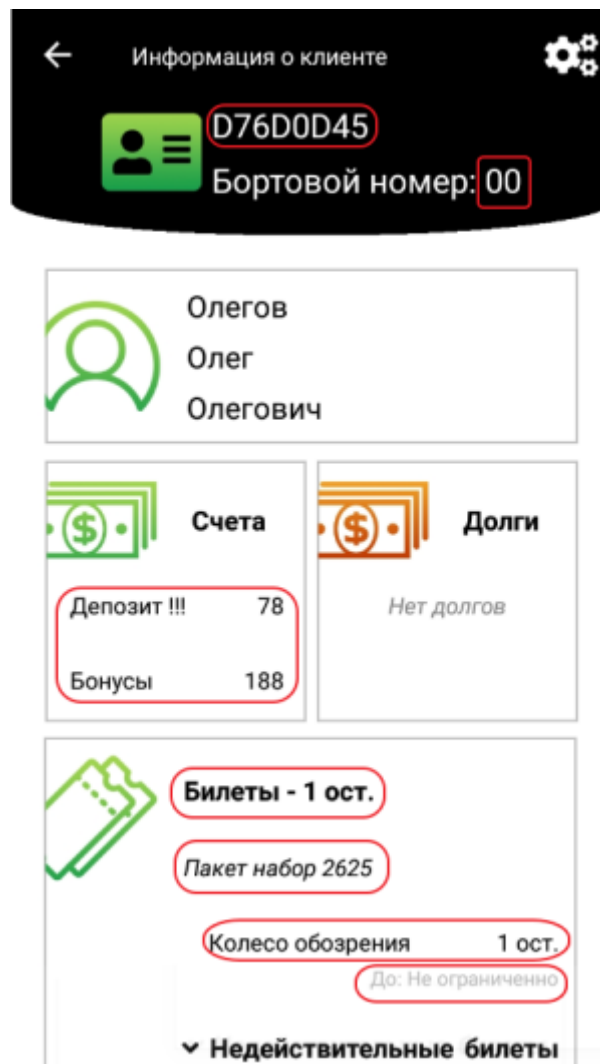 Информация о клиенте
D76D0D45
Бортовой номер: 00
Олегов
Олег
Олегович
Счета
Депозит !!! 78
Бонусы 188
Долги
Нет долгов
Билеты - 1 ост.
Пакет набор 2625
Колесо обозрения 1 ост.
До: Не ограниченно
Недействительные билеты